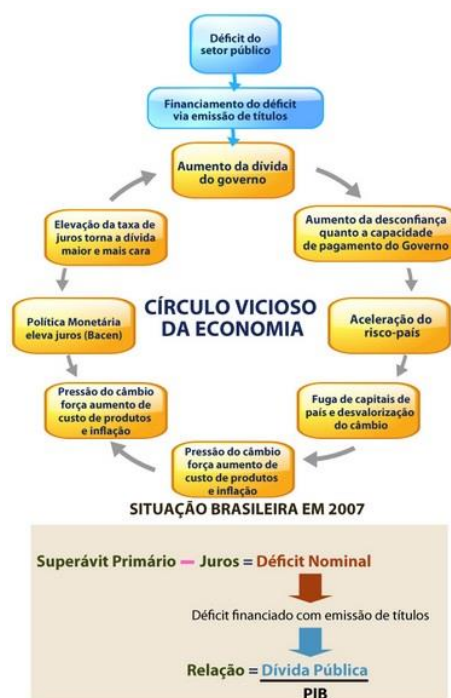 Déficit do
setor público
Financiamento do déficit
via emissão de títulos
Aumento da dívida
do governo
Elevação da taxa de
juros torna a dívida
maior e mais cara
Aumento da desconfiança
quanto a capacidade
de pagamento do Governo
CÍRCULO VICIOSO
DA ECONOMIA
Política Monetária
eleva juros (Bacen)
Aceleração do
risco-país
Pressão do câmbio
força aumento de
custo de produtos
e inflação
Fuga de capitais de
país e desvalorização
do câmbio
Pressão do câmbio
força aumento de
custo de produtos
e inflação
SITUAÇÃO BRASILEIRA EM 2007
Superávit Primário − Juros = Déficit Nominal
Déficit financiado com emissão de títulos
Relação = Dívida Pública
PIB